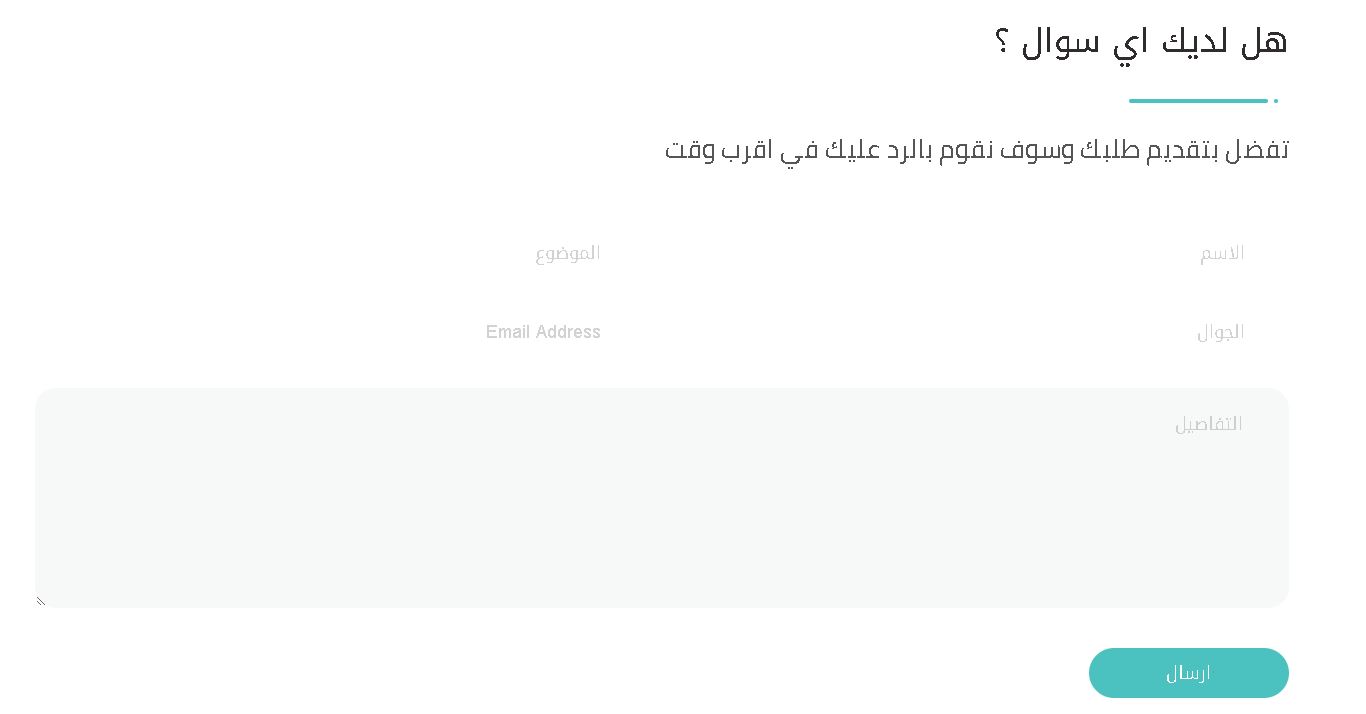 هل لديك اي سوال ؟
تفضل بتقديم طلبك وسوف نقوم بالرد عليك في اقرب وقت
الاسم
الموضوع
الجوال
Email Address
التفاصيل
ارسال